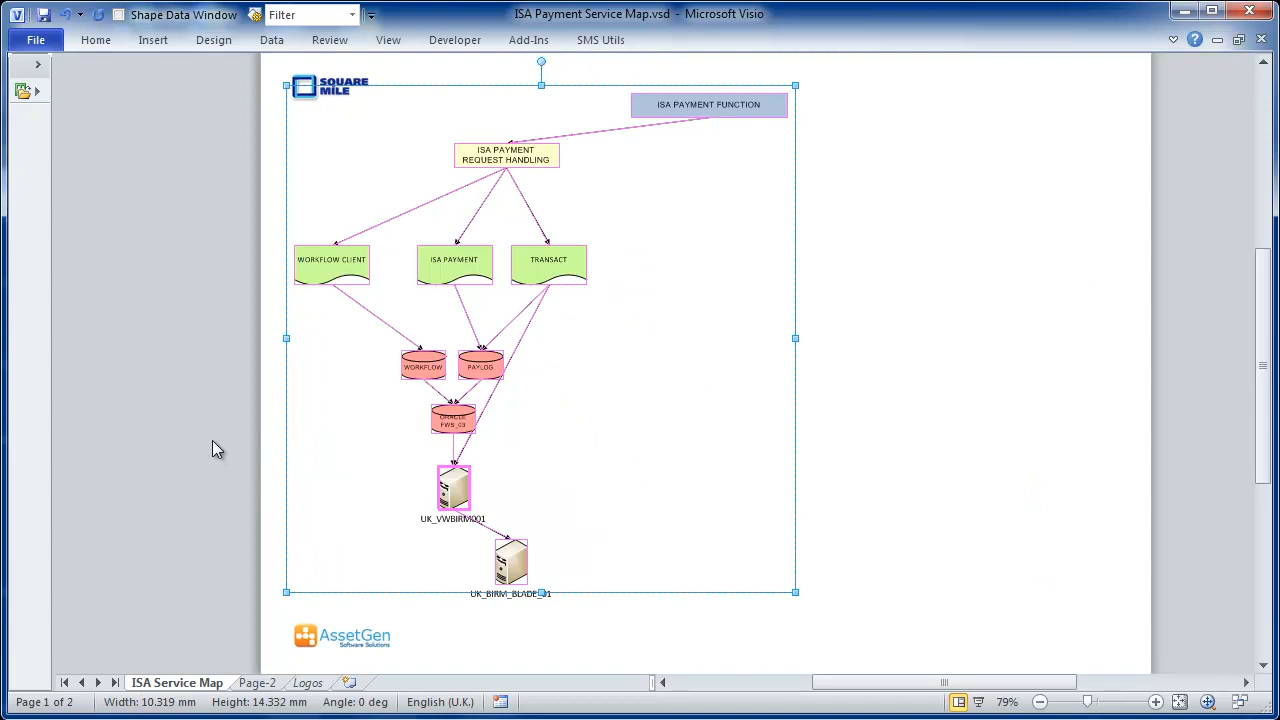 ISA Payment Service Map.vsd - Microsoft Visio
Shape Data Window
Filter
File Home Insert Design Data Review View Developer Add-Ins SMS Utils
SQUARE
MILE
ISA PAYMENT FUNCTION
ISA PAYMENT
REQUEST HANDLING
WORKFLOW CLIENT
ISA PAYMENT
TRANSACT
WORKFLOW
PAYLOG
ORACLE
FWS_03
UK_VWBIRM001
UK_BIRM_BLADE_01
AssetGen
Software Solutions
ISA Service Map Page-2 Logos
Page 1 of 2 Width: 10.319 mm Height: 14.332 mm Angle: 0 deg English (U.K.) 79%